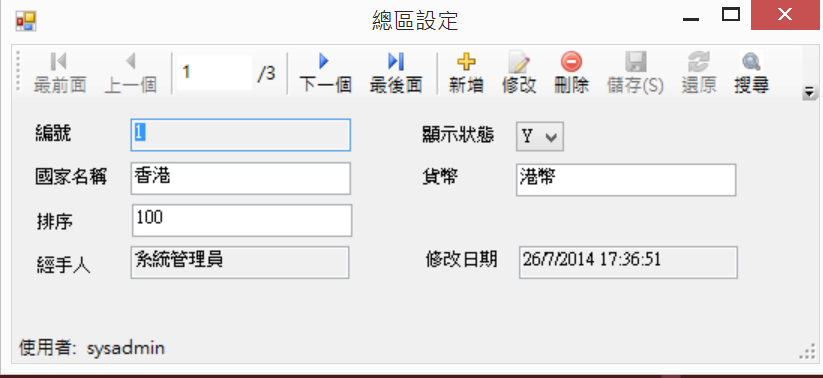 總區設定
最前面 上一個 1 /3 下一個 最後面 新增 修改 刪除 儲存(S) 還原 搜尋
編號 1 顯示狀態 Y
國家名稱 香港 貨幣 港幣
排序 100
經手人 系統管理員 修改日期 26/7/2014 17:36:51
使用者: sysadmin